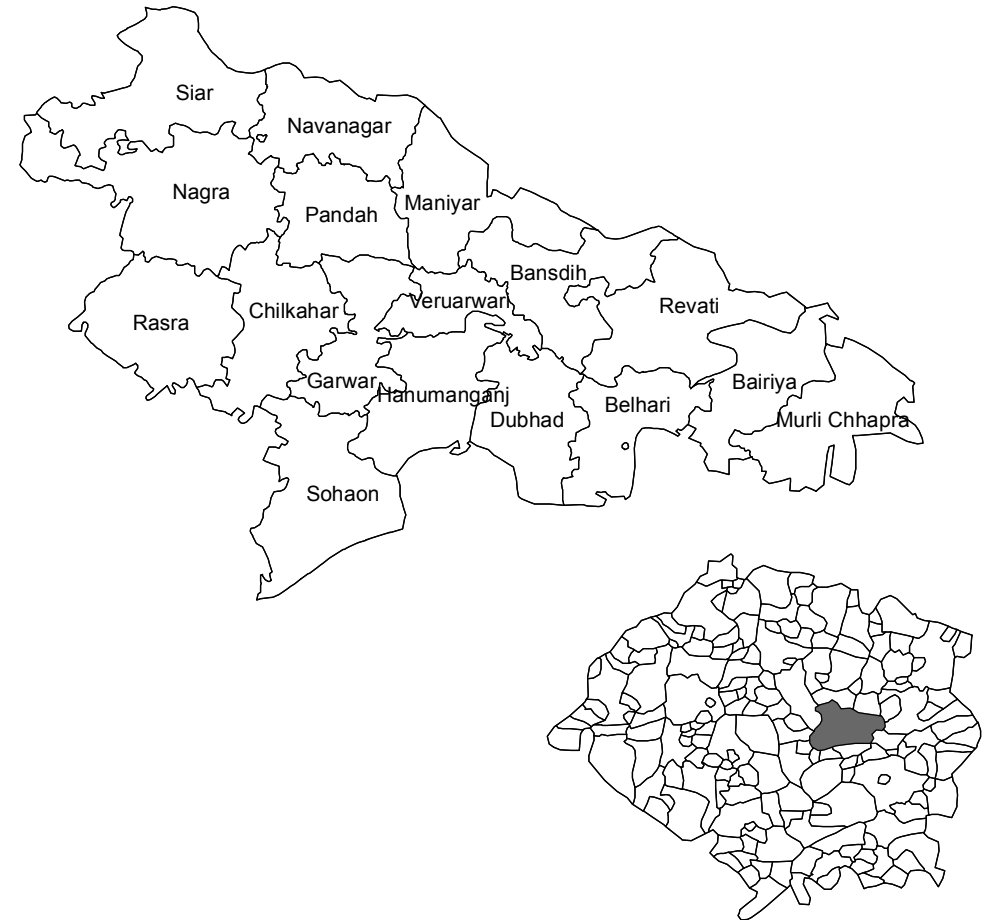 Siar
Navanagar
Nagra
Maniyar
Pandah
Bansdih
Veruarwari
Revati
Chilkahar
Rasra
Garwar
Bairiya
Hanumanganj
Belhari
Dubhad
Murli Chhapra
Sohaon